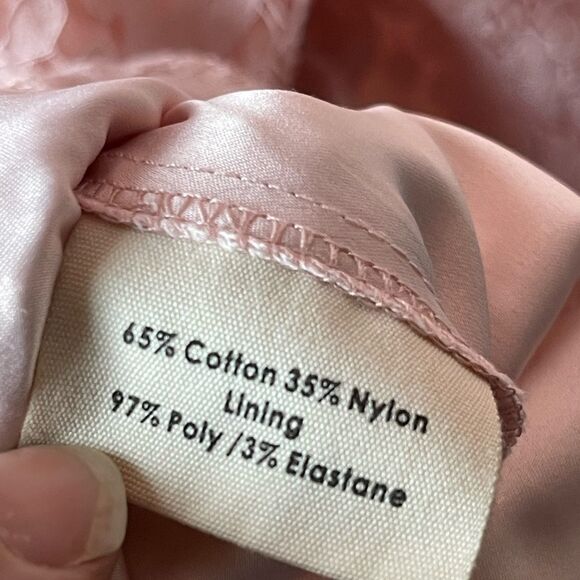 65% Cotton 35% Nylon
Lining
97% Poly /3% Elastane